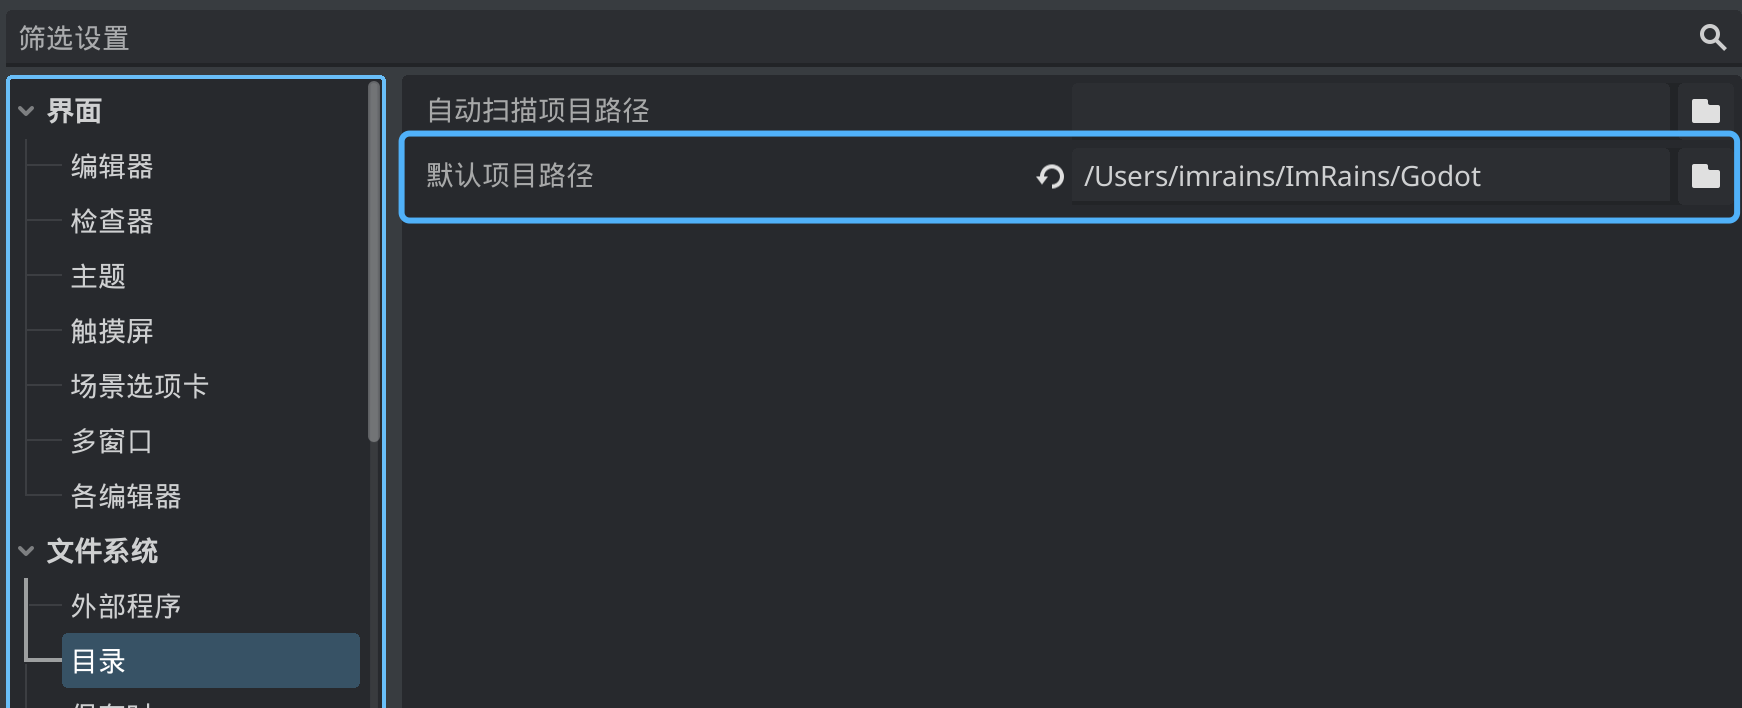 筛选设置
界面
编辑器
检查器
主题
触摸屏
场景选项卡
多窗口
各编辑器
文件系统
外部程序
目录
自动扫描项目路径
默认项目路径
/Users/imrains/ImRains/Godot